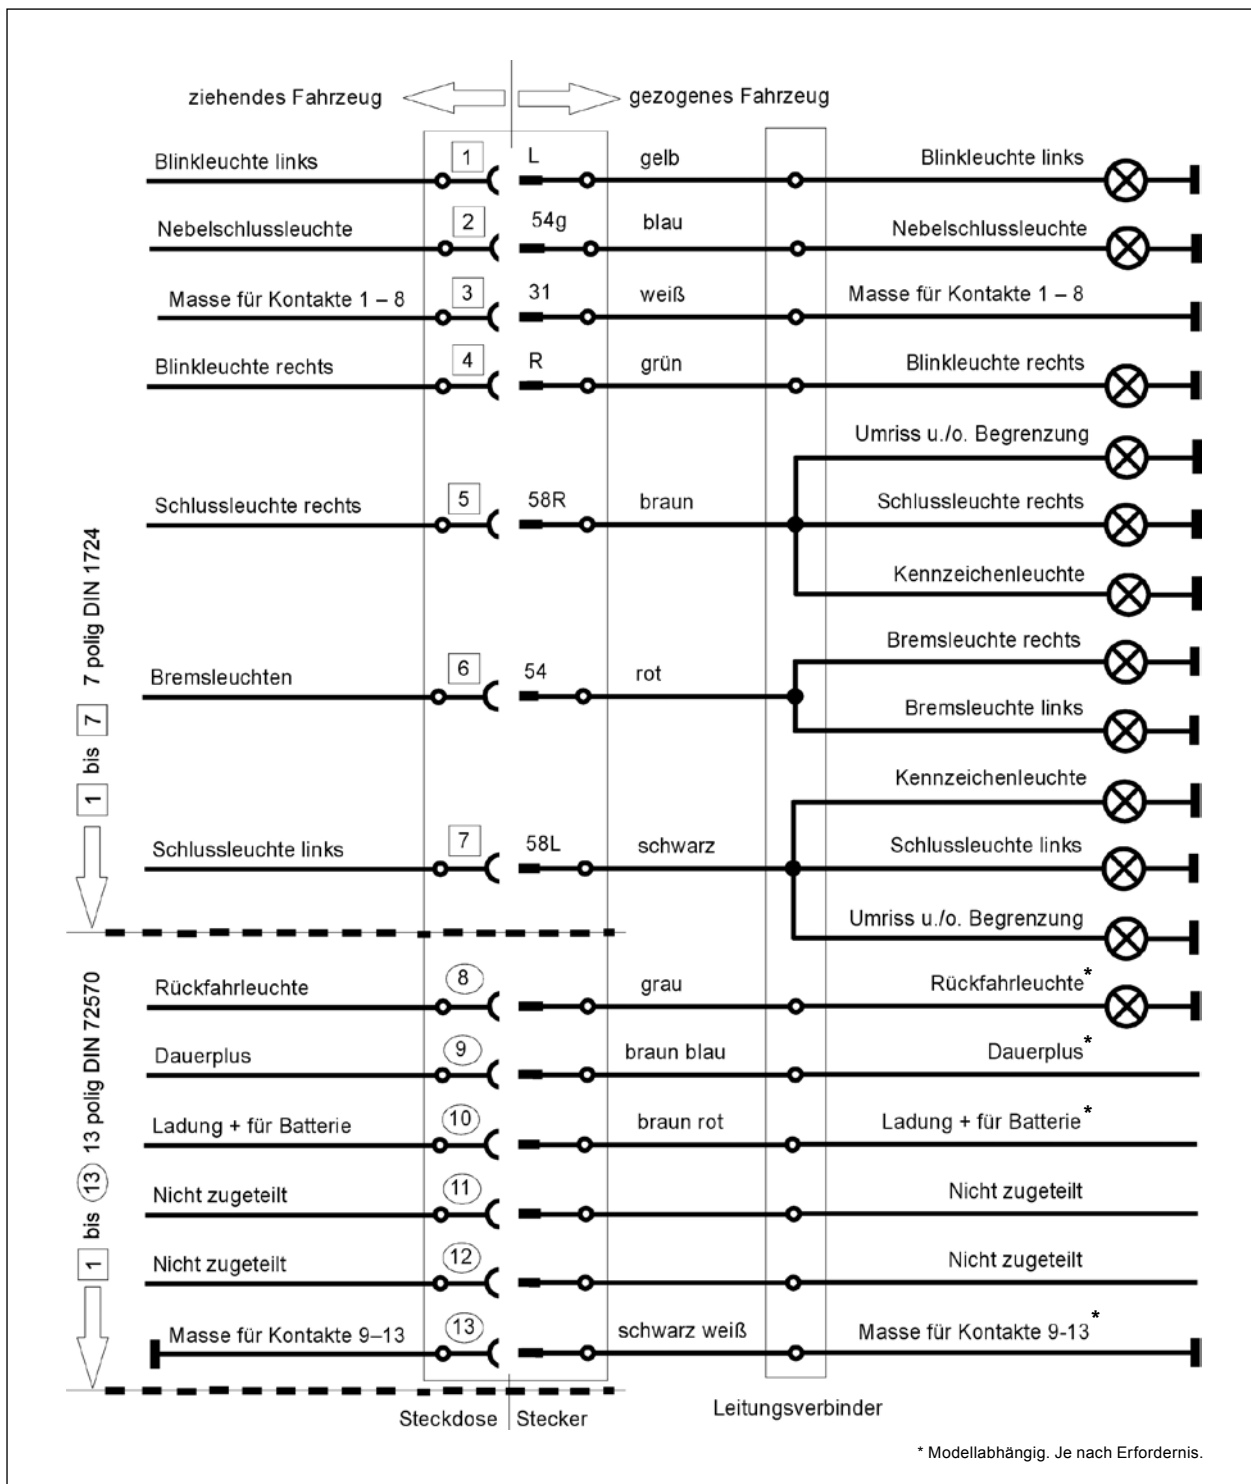 ziehendes Fahrzeug gezogenes Fahrzeug
Blinkleuchte links 1 L gelb Blinkleuchte links
Nebelschlussleuchte 2 54g blau Nebelschlussleuchte
Masse für Kontakte 1 – 8 3 31 weiß Masse für Kontakte 1 – 8
Blinkleuchte rechts 4 R grün Blinkleuchte rechts
Umriss u./o. Begrenzung
Schlussleuchte rechts 5 58R braun Schlussleuchte rechts
Kennzeichenleuchte
Bremsleuchte rechts
Bremsleuchten 6 54 rot
Bremsleuchte links
Kennzeichenleuchte
Schlussleuchte links 7 58L schwarz Schlussleuchte links
Umriss u./o. Begrenzung
1 bis 7 7 polig DIN 1724
Rückfahrleuchte 8 grau Rückfahrleuchte*
Dauerplus 9 braun blau Dauerplus*
Ladung + für Batterie 10 braun rot Ladung + für Batterie*
Nicht zugeteilt 11 Nicht zugeteilt
Nicht zugeteilt 12 Nicht zugeteilt
Masse für Kontakte 9–13 13 schwarz weiß Masse für Kontakte 9-13*
1 bis 13 13 polig DIN 72570
Steckdose Stecker Leitungsverbinder
* Modellabhängig. Je nach Erfordernis.